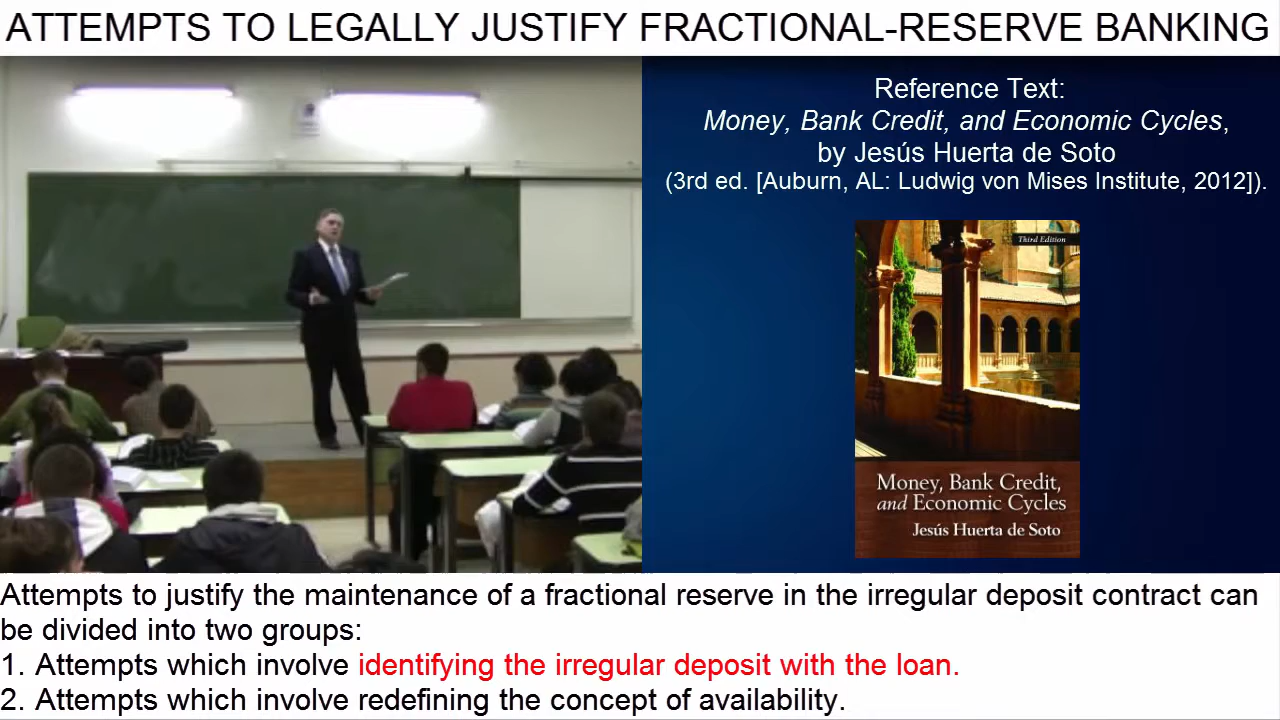 ATTEMPTS TO LEGALLY JUSTIFY FRACTIONAL-RESERVE BANKING
Reference Text:
Money, Bank Credit, and Economic Cycles,
by Jesús Huerta de Soto
(3rd ed. [Auburn, AL: Ludwig von Mises Institute, 2012]).
Third Edition
Money, Bank Credit,
and Economic Cycles
Jesús Huerta de Soto
Attempts to justify the maintenance of a fractional reserve in the irregular deposit contract can
be divided into two groups:
1. Attempts which involve identifying the irregular deposit with the loan.
2. Attempts which involve redefining the concept of availability.